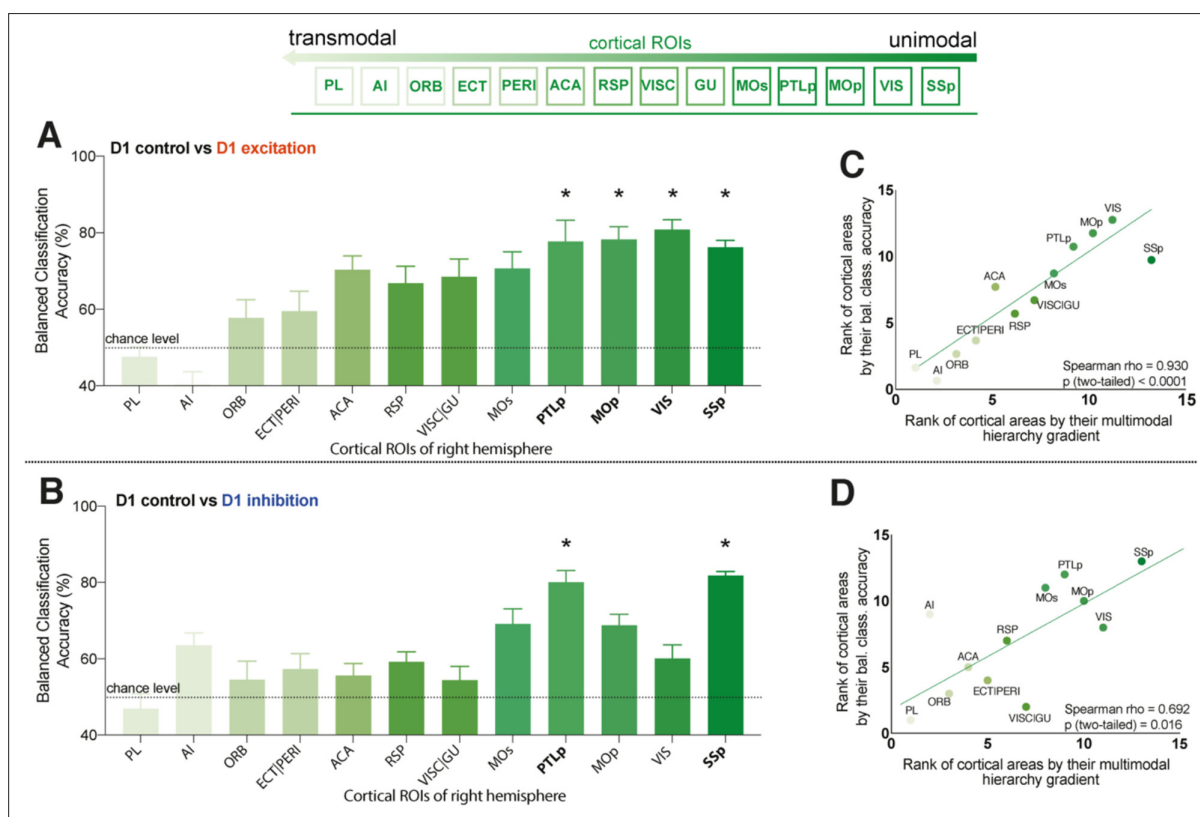 transmodal cortical ROIs unimodal
PL AI ORB ECT PERI ACA RSP VISC GU MOs PTLp MOp VIS SSp
A
D1 control vs D1 excitation
100
80
60
40
Balanced Classification
Accuracy (%)
chance level
* * * *
PL AI ORB ECT|PERI ACA RSP VISC|GU MOs PTLp MOp VIS SSp
Cortical ROIs of right hemisphere
C
15
10
5
0
Rank of cortical areas
by their bal. class. accuracy
VIS
MOp
PTLp
SSp
ACA
MOs
VISC|GU
RSP
ECT|PERI
PL
ORB
AI
Spearman rho = 0.930
p (two-tailed) < 0.0001
5 10 15
Rank of cortical areas by their multimodal
hierarchy gradient
B
D1 control vs D1 inhibition
100
80
60
40
Balanced Classification
Accuracy (%)
chance level
* *
PL AI ORB ECT|PERI ACA RSP VISC|GU MOs PTLp MOp VIS SSp
Cortical ROIs of right hemisphere
D
15
10
5
0
Rank of cortical areas
by their bal. class. accuracy
SSp
PTLp
MOs
MOp
AI
VIS
RSP
ACA
ECT|PERI
ORB
PL
VISC|GU
Spearman rho = 0.692
p (two-tailed) = 0.016
5 10 15
Rank of cortical areas by their multimodal
hierarchy gradient